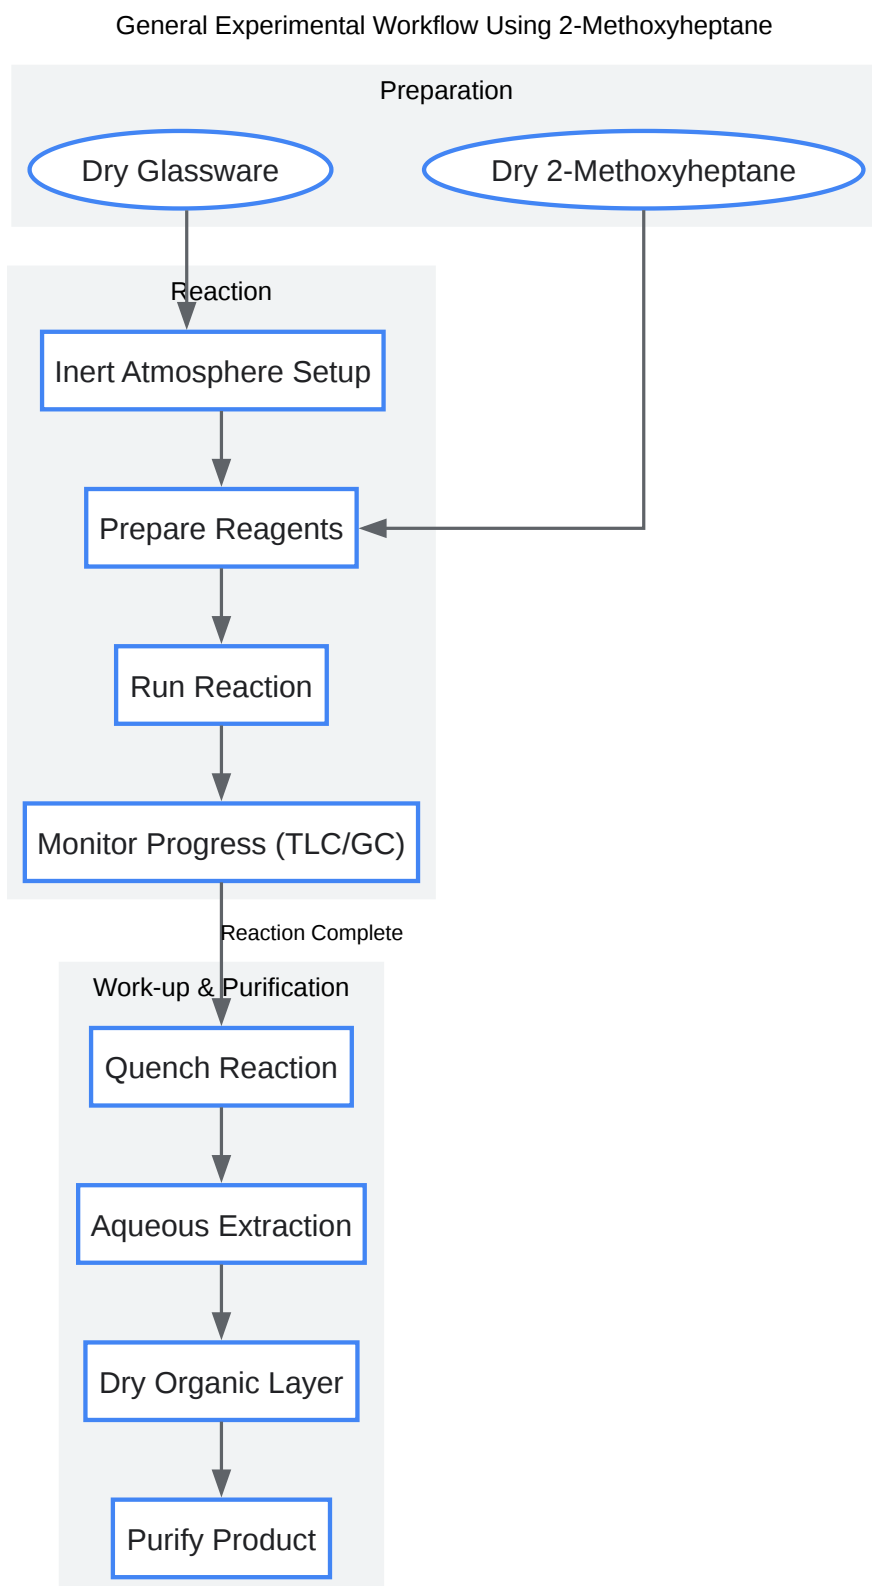 General Experimental Workflow Using 2-Methoxyheptane
Preparation
Dry Glassware
Dry 2-Methoxyheptane
Reaction
Inert Atmosphere Setup
Prepare Reagents
Run Reaction
Monitor Progress (TLC/GC)
Reaction Complete
Work-up & Purification
Quench Reaction
Aqueous Extraction
Dry Organic Layer
Purify Product